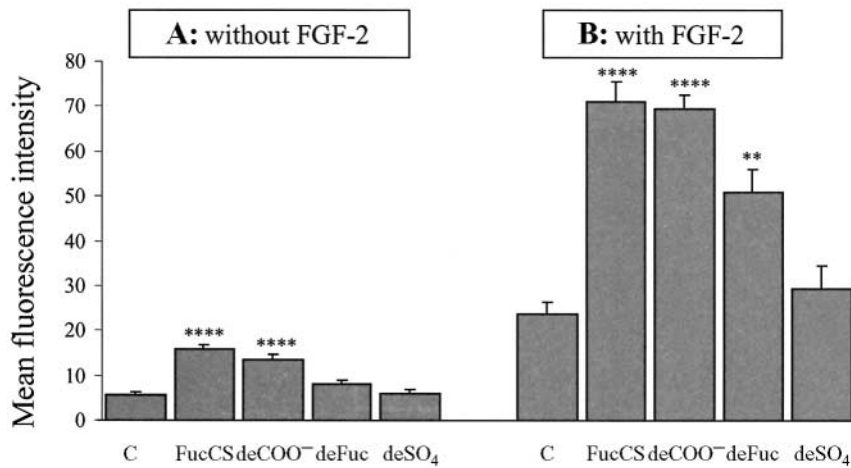 A: without FGF-2
B: with FGF-2
Mean fluorescence intensity
80
70
60
50
40
30
20
10
0
**** ****
**** **** **
C FucCS deCOO⁻ deFuc deSO₄
C FucCS deCOO⁻ deFuc deSO₄